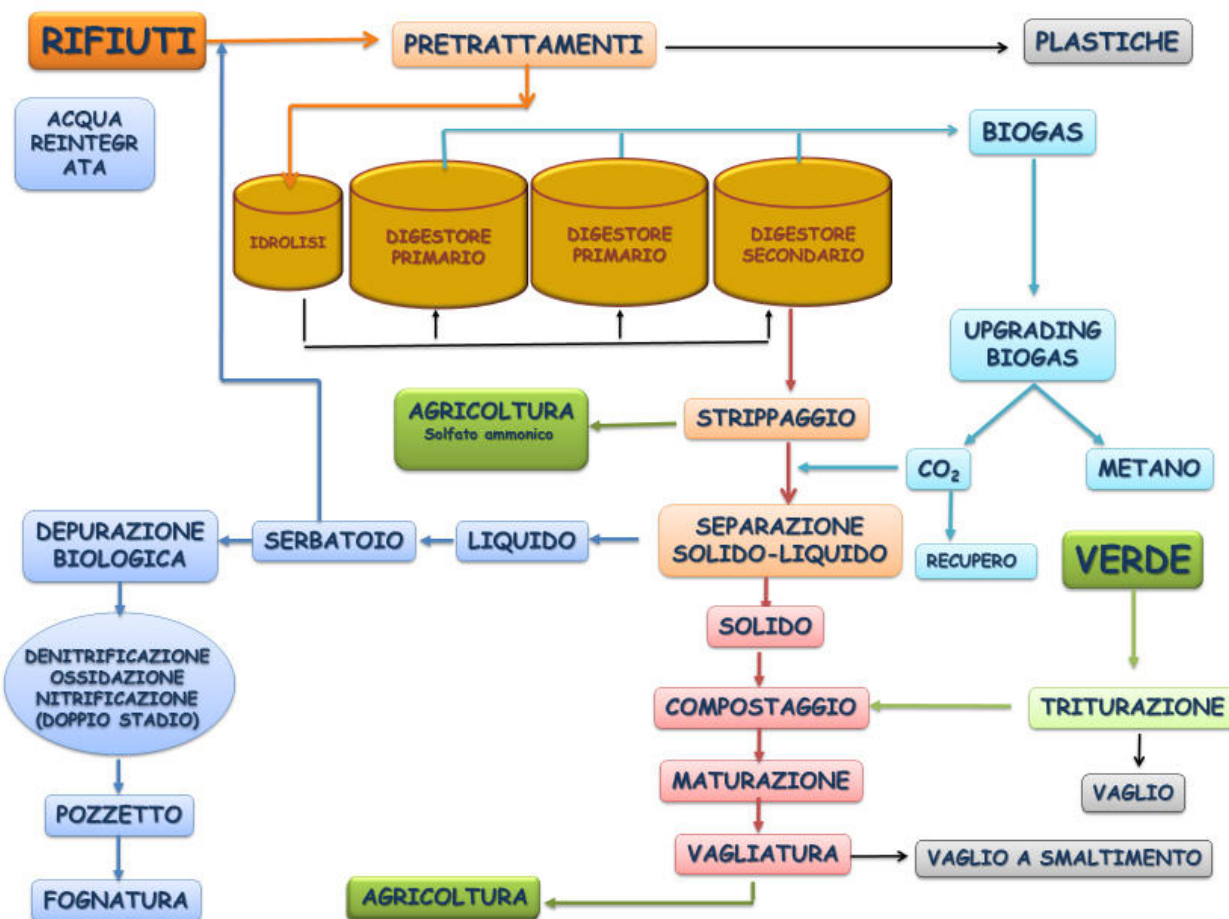 RIFIUTI
PRETRATTAMENTI
PLASTICHE
ACQUA
REINTEGR
ATA
BIOGAS
IDROLISI
DIGESTORE
PRIMARIO
DIGESTORE
PRIMARIO
DIGESTORE
SECONDARIO
UPGRADING
BIOGAS
AGRICOLTURA
Solfato ammonico
STRIPPAGGIO
CO₂
METANO
DEPURAZIONE
BIOLOGICA
SERBATOIO
LIQUIDO
SEPARAZIONE
SOLIDO-LIQUIDO
RECUPERO
VERDE
SOLIDO
DENITRIFICAZIONE
OSSIDAZIONE
NITRIFICAZIONE
(DOPPIO STADIO)
COMPOSTAGGIO
TRITURAZIONE
MATURAZIONE
VAGLIO
POZZETTO
VAGLIATURA
VAGLIO A SMALTIMENTO
FOGNATURA
AGRICOLTURA